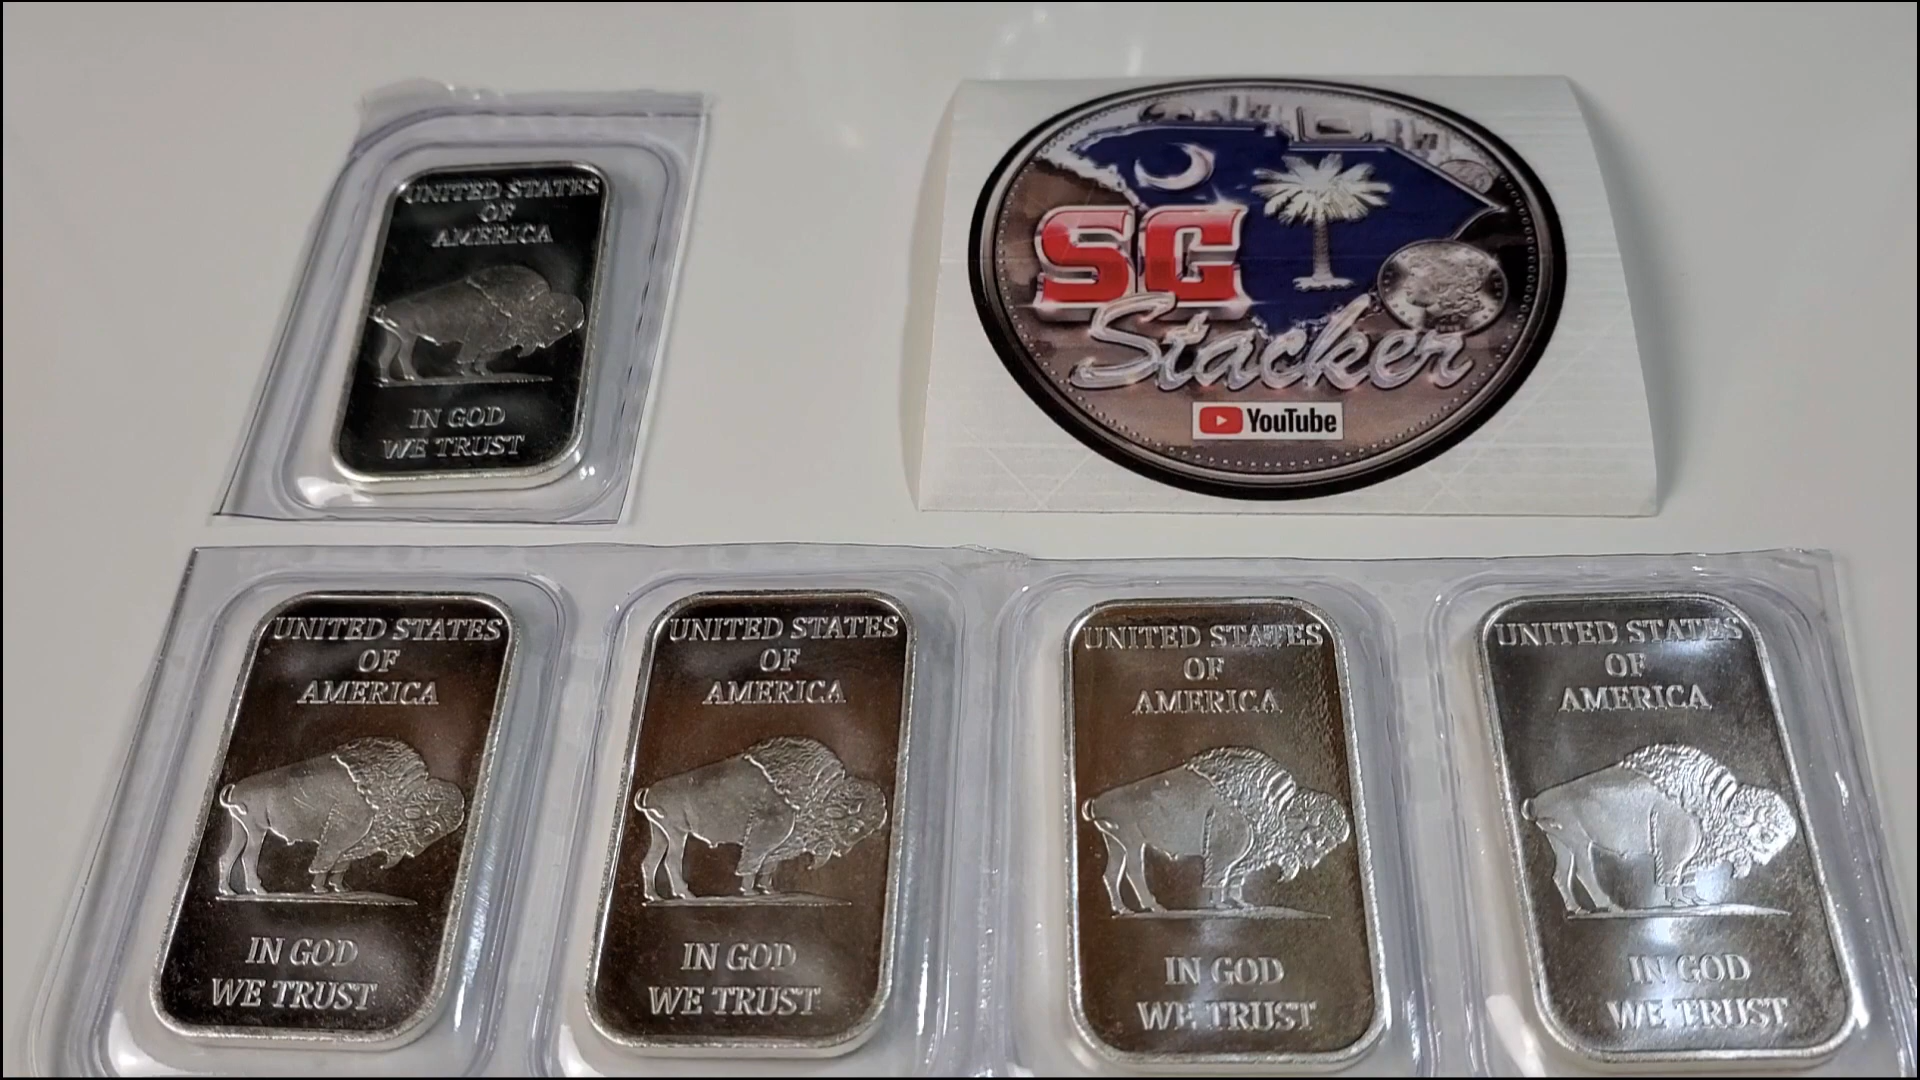 UNITED STATES
OF
AMERICA
IN GOD
WE TRUST
SG
Stacker
YouTube
UNITED STATES
OF
AMERICA
IN GOD
WE TRUST
UNITED STATES
OF
AMERICA
IN GOD
WE TRUST
UNITED STATES
OF
AMERICA
IN GOD
WE TRUST
UNITED STATES
OF
AMERICA
IN GOD
WE TRUST